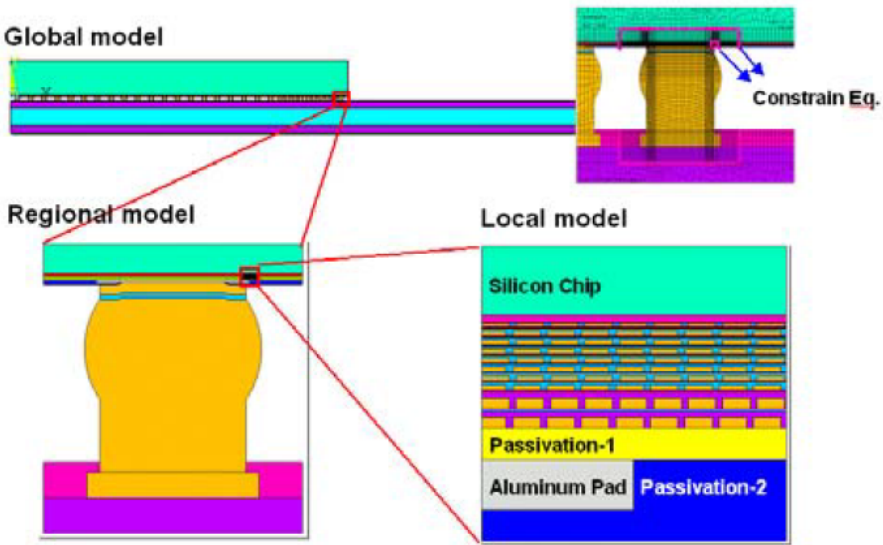 Global model
Constrain Eq.
Regional model
Local model
Silicon Chip
Passivation-1
Aluminum Pad
Passivation-2